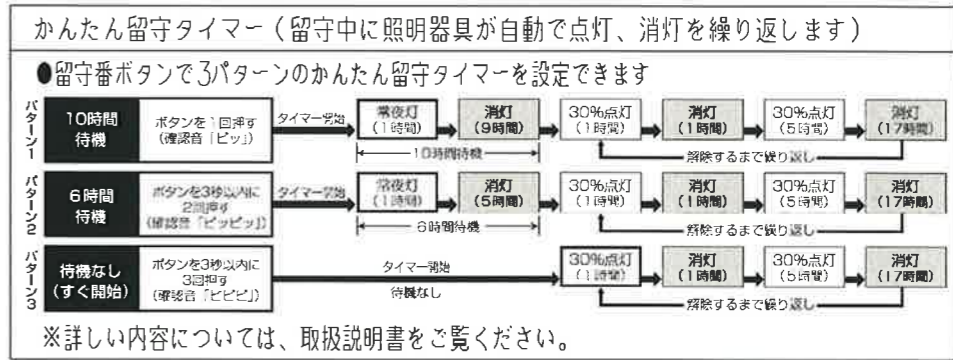 かんたん留守タイマー(留守中に照明器具が自動で点灯、消灯を繰り返します)
●留守番ボタンで3パターンのかんたん留守タイマーを設定できます
パターン1
10時間
待機
ボタンを1回押す
(確認音「ピッ」)
タイマー開始
常夜灯
(1時間)
消灯
(9時間)
10時間待機
30%点灯
(1時間)
消灯
(1時間)
30%点灯
(5時間)
消灯
(17時間)
解除するまで繰り返し
パターン2
6時間
待機
ボタンを3秒以内に
2回押す
(確認音「ピッピッ」)
タイマー開始
常夜灯
(1時間)
消灯
(5時間)
6時間待機
30%点灯
(1時間)
消灯
(1時間)
30%点灯
(5時間)
消灯
(17時間)
解除するまで繰り返し
パターン3
待機なし
(すぐ開始)
ボタンを3秒以内に
3回押す
(確認音「ピピピ」)
タイマー開始
待機なし
30%点灯
(1時間)
消灯
(1時間)
30%点灯
(5時間)
消灯
(17時間)
解除するまで繰り返し
※詳しい内容については、取扱説明書をご覧ください。